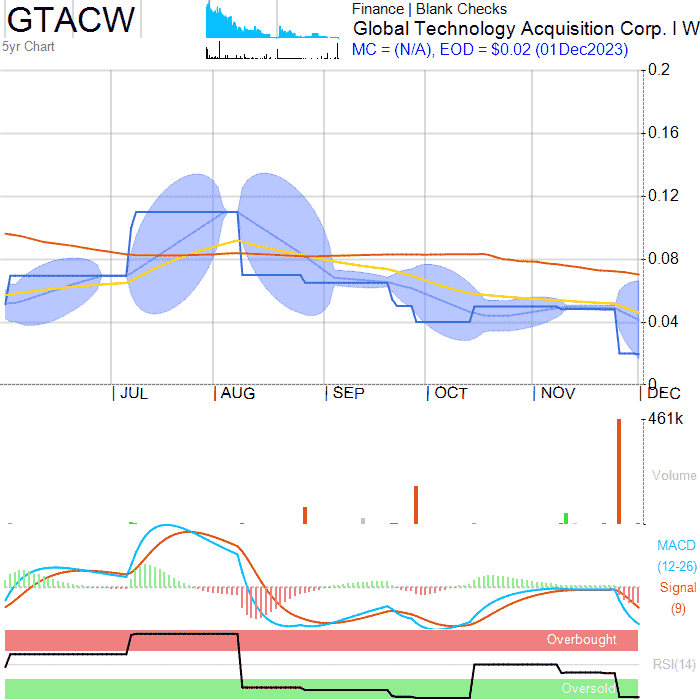 GTACW
5yr Chart
Finance | Blank Checks
Global Technology Acquisition Corp. I W
MC = (N/A), EOD = $0.02 (01Dec2023)
0.2
0.16
0.12
0.08
0.04
0
JUL AUG SEP OCT NOV DEC
461k
Volume
MACD
(12-26)
Signal
(9)
Overbought
RSI(14)
Oversold